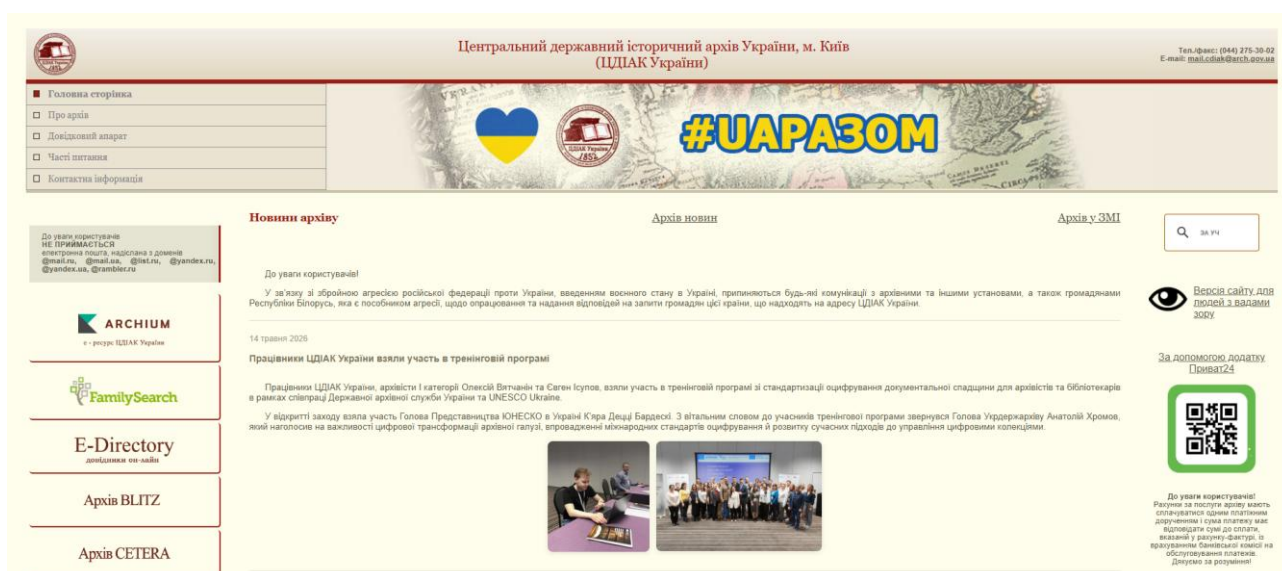 Центральний державний історичний архів України, м. Київ
(ЦДІАК України)
Тел./факс: (044) 275-30-02
E-mail: mail.cdiak@arch.gov.ua
Головна сторінка
Про архів
Довідковий апарат
Часті питання
Контактна інформація
ЦДІАК України
1852
#UАРАЗОМ
До уваги користувачів
НЕ ПРИЙМАЄТЬСЯ
електронна пошта, надіслана з доменів
@mail.ru, @mail.ua, @list.ru, @yandex.ru,
@yandex.ua, @rambler.ru
ARCHIUM
е - ресурс ЦДІАК України
FamilySearch
E-Directory
довідники он-лайн
Архів BLITZ
Архів CETERA
Новини архіву
Архів новин
Архів у ЗМІ
До уваги користувачів!
У зв'язку зі збройною агресією російської федерації проти України, введенням воєнного стану в Україні, припиняються будь-які комунікації з архівними та іншими установами, а також громадянами
Республіки Білорусь, яка є пособником агресії, щодо опрацювання та надання відповідей на запити громадян цієї країни, що надходять на адресу ЦДІАК України.
14 травня 2026
Працівники ЦДІАК України взяли участь в тренінговій програмі
Працівники ЦДІАК України, архівісти І категорії Олексій Вятчанін та Євген Ісупов, взяли участь в тренінговій програмі зі стандартизації оцифрування документальної спадщини для архівістів та бібліотекарів
в рамках співпраці Державної архівної служби України та UNESCO Ukraine.
У відкритті заходу взяла участь Голова Представництва ЮНЕСКО в Україні К'яра Децці Бардескі. З вітальним словом до учасників тренінгової програми звернувся Голова Укрдержархіву Анатолій Хромов,
який наголосив на важливості цифрової трансформації архівної галузі, впровадженні міжнародних стандартів оцифрування й розвитку сучасних підходів до управління цифровими колекціями.
ЗА УЧ
Версія сайту для
людей з вадами
зору
За допомогою додатку
Приват24
До уваги користувачів!
Рахунки за послуги архіву мають
сплачуватися одним платіжним
дорученням і сума платежу має
відповідати сумі до сплати,
вказаній у рахунку-фактурі, із
врахуванням банківської комісії на
обслуговування платежів.
Дякуємо за розуміння!